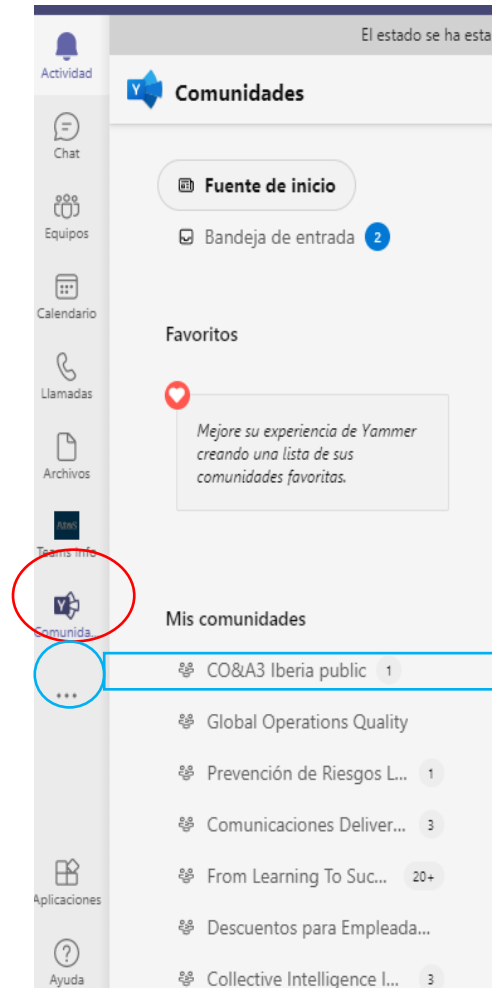 El estado se ha esta
Actividad
Y Comunidades
Chat
Fuente de inicio
Equipos
Bandeja de entrada 2
Calendario
Favoritos
Llamadas
Mejore su experiencia de Yammer
creando una lista de sus
comunidades favoritas.
Archivos
Atos
Teams Info
Y
Comunida...
Mis comunidades
CO&A3 Iberia public 1
...
Global Operations Quality
Prevención de Riesgos L... 1
Comunicaciones Deliver... 3
From Learning To Suc... 20+
Aplicaciones
Descuentos para Empleada...
?
Ayuda
Collective Intelligence I... 3